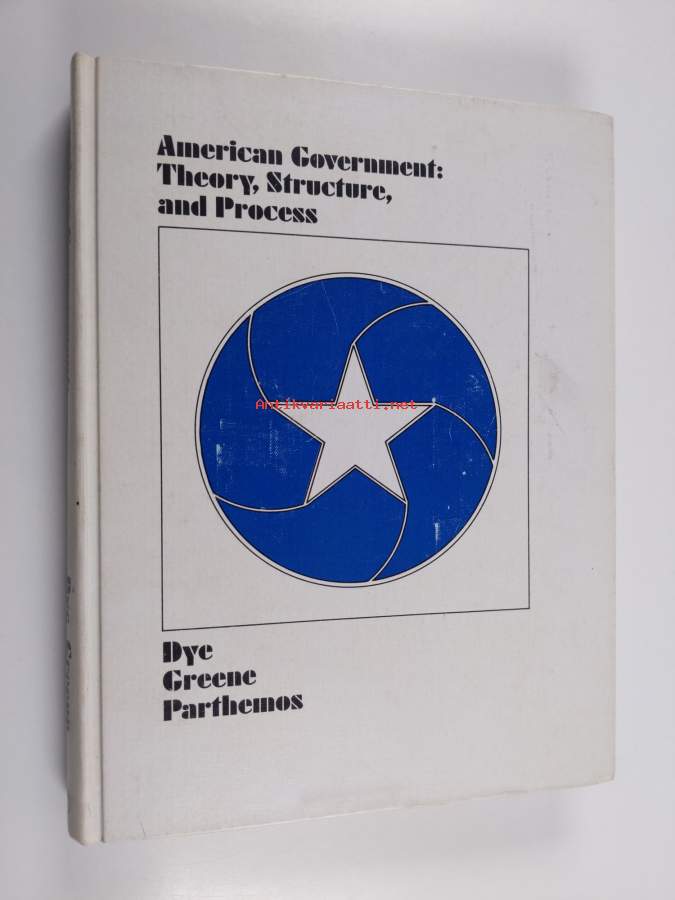 American Government:
Theory, Structure,
and Process
Antikvariaatti.net
Dye
Greene
Parthemos